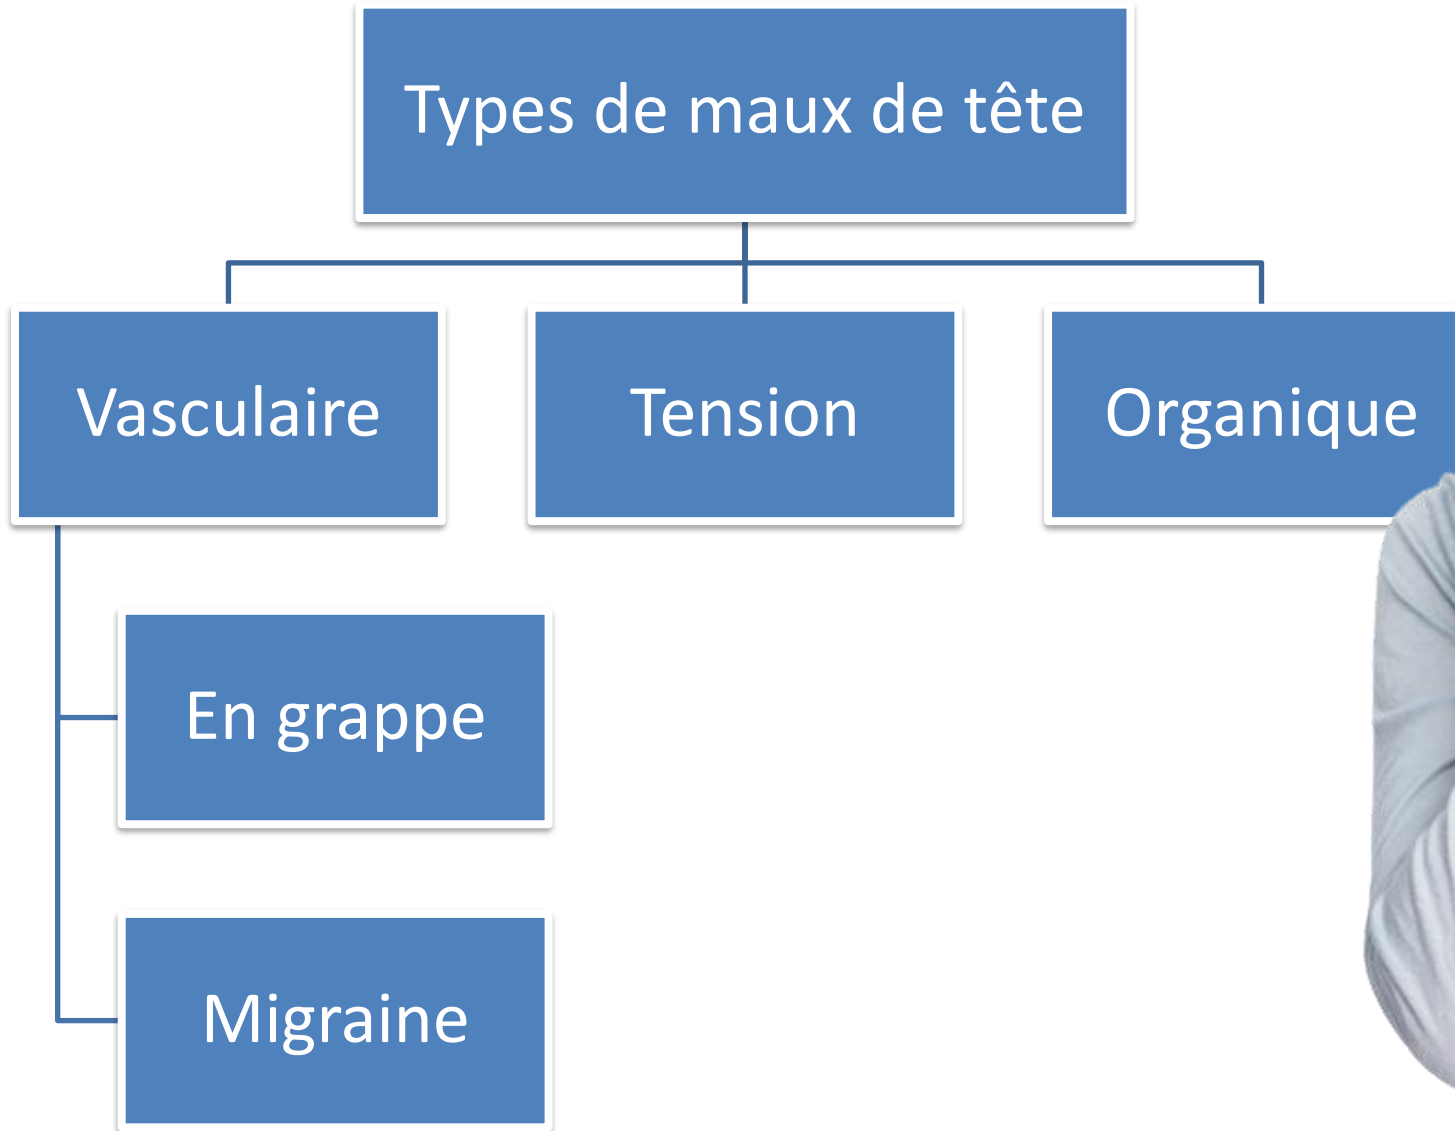 Types de maux de tête
Vasculaire
Tension
Organique
En grappe
Migraine